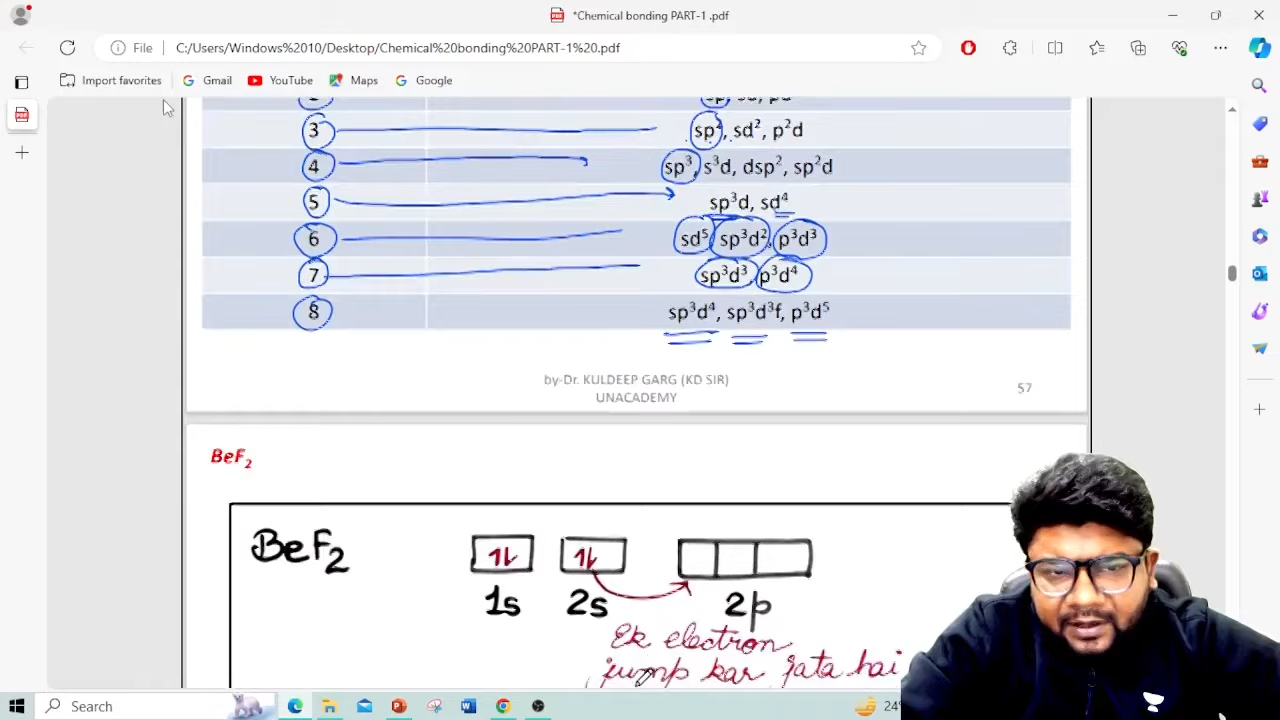 *Chemical bonding PART-1 .pdf
File C:/Users/Windows%2010/Desktop/Chemical%20bonding%20PART-1%20.pdf
Import favorites Gmail YouTube Maps Google
3 sp², sd², p²d
4 sp³, s³d, dsp², sp²d
5 sp³d, sd⁴
6 sd⁵ sp³d², p³d³
7 sp³d³, p³d⁴
8 sp³d⁴, sp³d³f, p³d⁵
by-Dr. KULDEEP GARG (KD SIR)
UNACADEMY
57
BeF₂
BeF₂
1s 2s 2p
Ek electron
jump kar jata hai
Search
24°